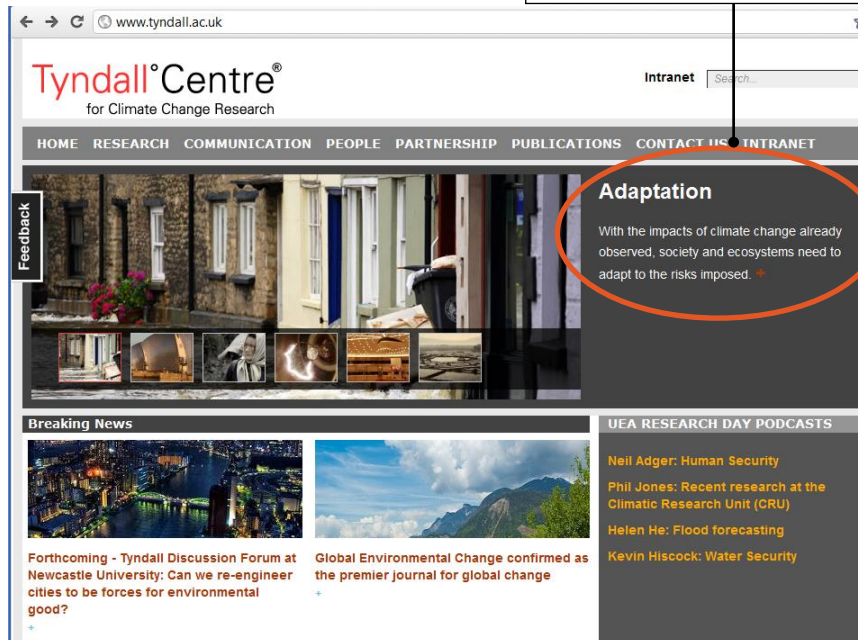 www.tyndall.ac.uk
Tyndall°Centre®
for Climate Change Research
Intranet Search...
HOME RESEARCH COMMUNICATION PEOPLE PARTNERSHIP PUBLICATIONS CONTACT US INTRANET
Feedback
Adaptation
With the impacts of climate change already
observed, society and ecosystems need to
adapt to the risks imposed. +
Breaking News
Forthcoming - Tyndall Discussion Forum at
Newcastle University: Can we re-engineer
cities to be forces for environmental
good?
+
Global Environmental Change confirmed as
the premier journal for global change
+
UEA RESEARCH DAY PODCASTS
Neil Adger: Human Security
Phil Jones: Recent research at the
Climatic Research Unit (CRU)
Helen He: Flood forecasting
Kevin Hiscock: Water Security